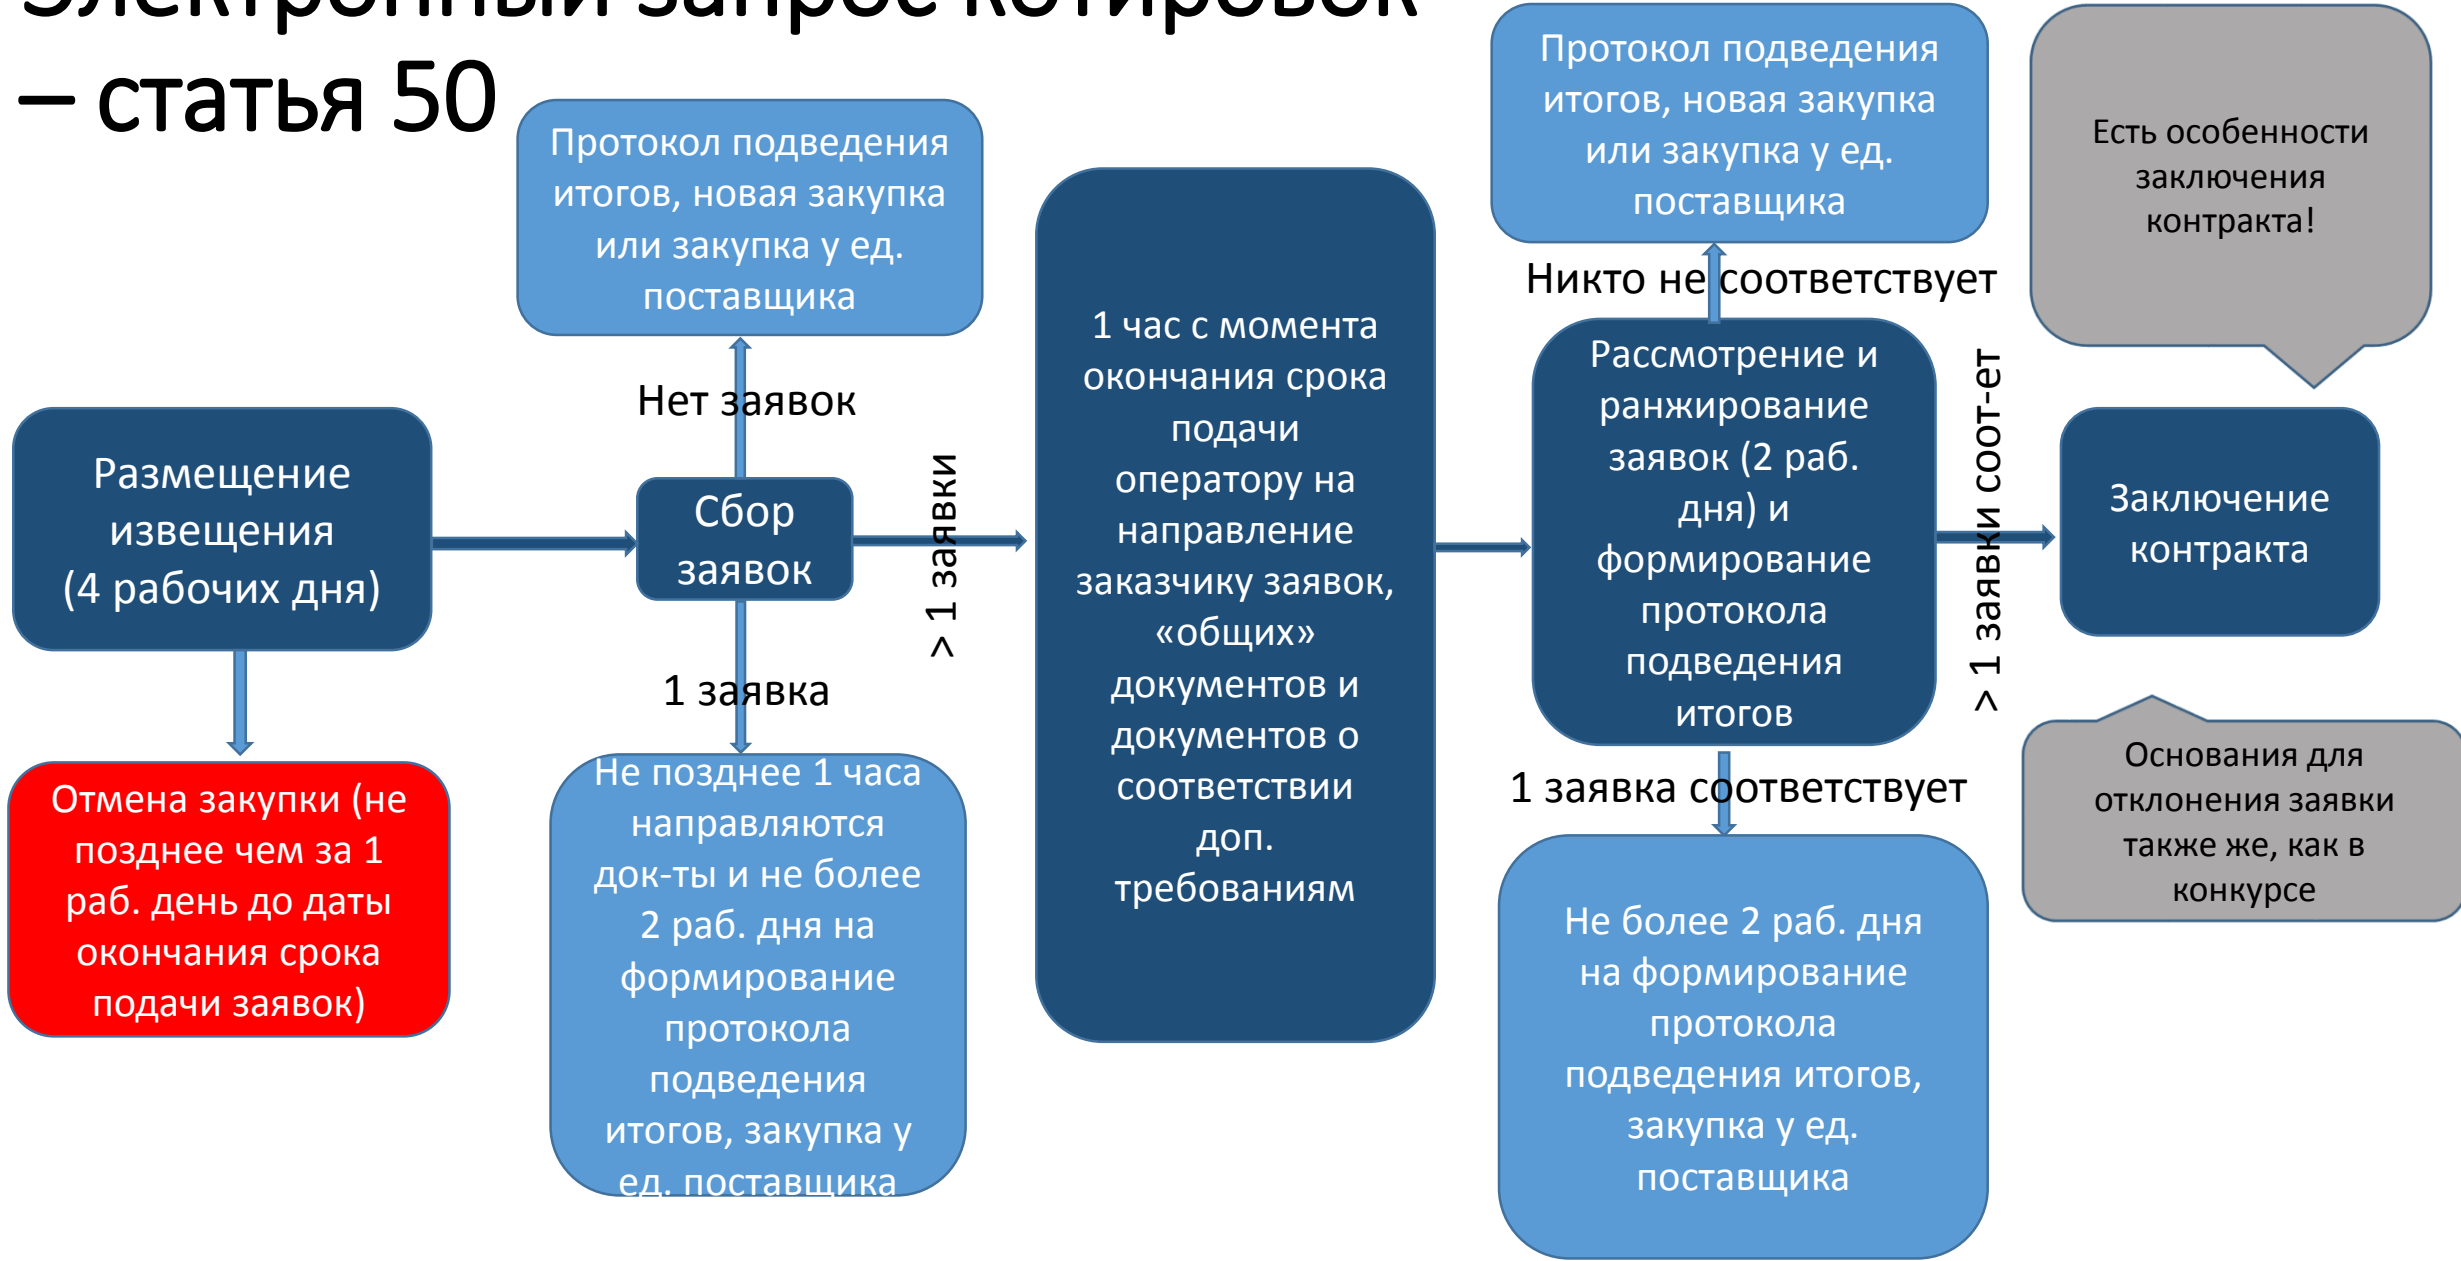 Электронный запрос котировок
– статья 50
Размещение
извещения
(4 рабочих дня)
Отмена закупки (не
позднее чем за 1
раб. день до даты
окончания срока
подачи заявок)
Протокол подведения
итогов, новая закупка
или закупка у ед.
поставщика
Нет заявок
Сбор
заявок
1 заявка
Не позднее 1 часа
направляются
док-ты и не более
2 раб. дня на
формирование
протокола
подведения
итогов, закупка у
ед. поставщика
> 1 заявки
1 час с момента
окончания срока
подачи
оператору на
направление
заказчику заявок,
«общих»
документов и
документов о
соответствии
доп.
требованиям
Протокол подведения
итогов, новая закупка
или закупка у ед.
поставщика
Никто не соответствует
Рассмотрение и
ранжирование
заявок (2 раб.
дня) и
формирование
протокола
подведения
итогов
1 заявка соответствует
Не более 2 раб. дня
на формирование
протокола
подведения итогов,
закупка у ед.
поставщика
> 1 заявки соот-ет
Есть особенности
заключения
контракта!
Заключение
контракта
Основания для
отклонения заявки
также же, как в
конкурсе